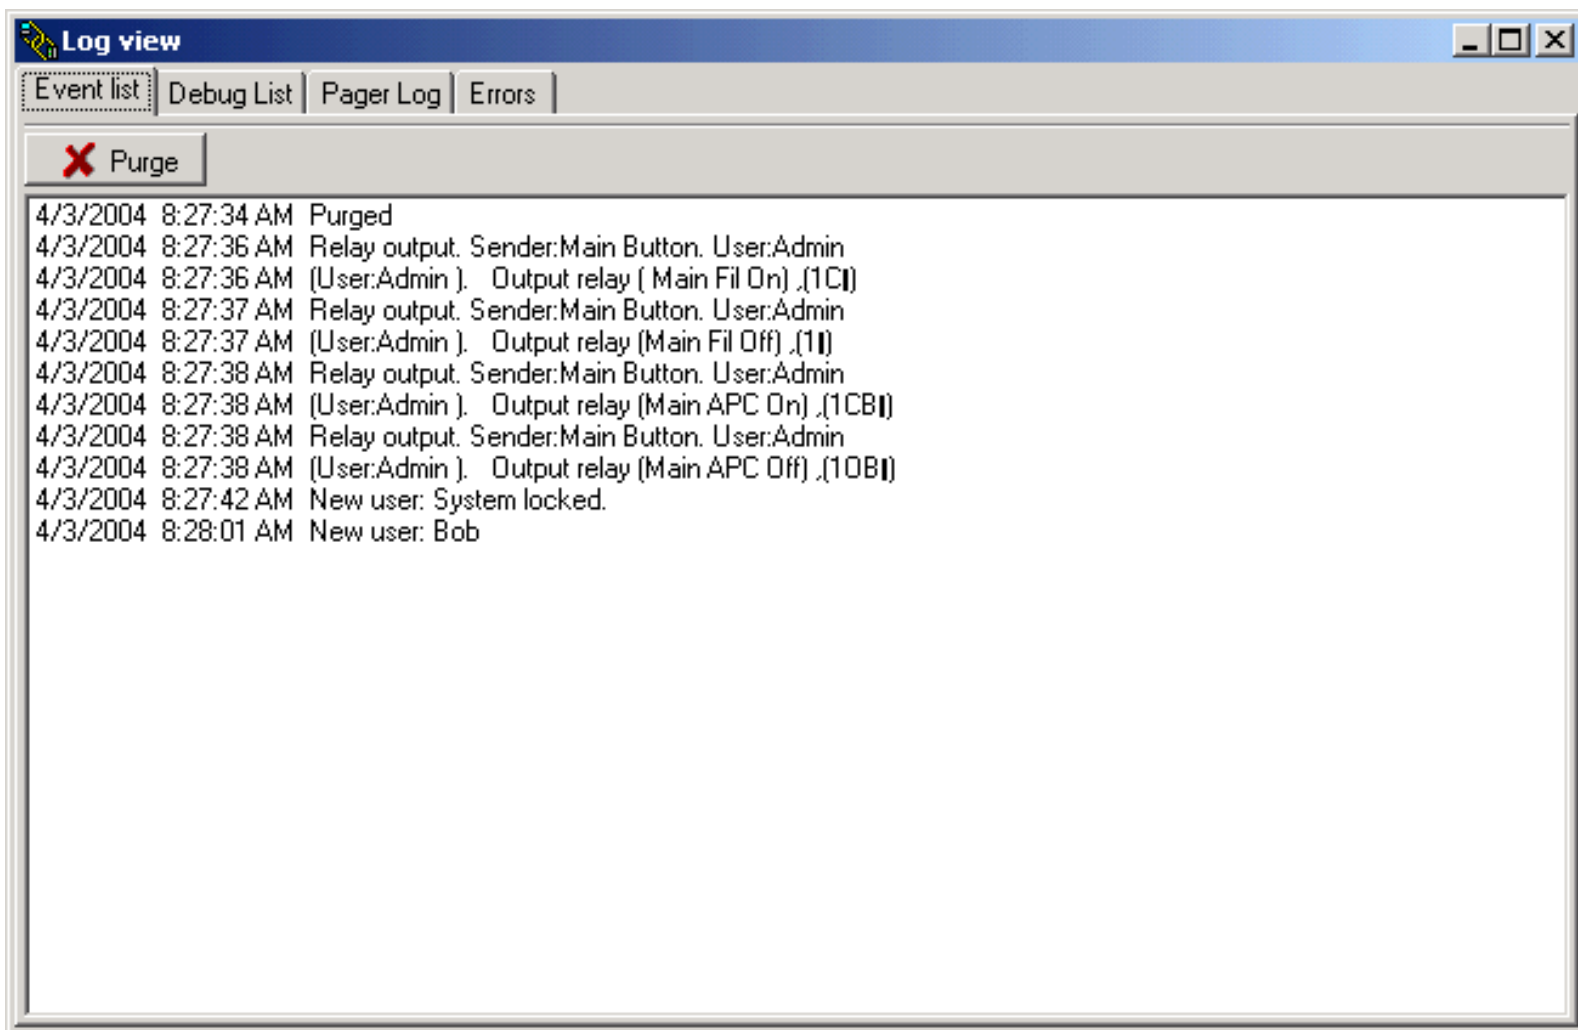 Log view
Event list Debug List Pager Log Errors
Purge
4/3/2004 8:27:34 AM Purged
4/3/2004 8:27:36 AM Relay output. Sender:Main Button. User:Admin
4/3/2004 8:27:36 AM (User:Admin ). Output relay ( Main Fil On) ,(1C▌)
4/3/2004 8:27:37 AM Relay output. Sender:Main Button. User:Admin
4/3/2004 8:27:37 AM (User:Admin ). Output relay (Main Fil Off) ,(1▌)
4/3/2004 8:27:38 AM Relay output. Sender:Main Button. User:Admin
4/3/2004 8:27:38 AM (User:Admin ). Output relay (Main APC On) ,(1CB▌)
4/3/2004 8:27:38 AM Relay output. Sender:Main Button. User:Admin
4/3/2004 8:27:38 AM (User:Admin ). Output relay (Main APC Off) ,(1OB▌)
4/3/2004 8:27:42 AM New user: System locked.
4/3/2004 8:28:01 AM New user: Bob